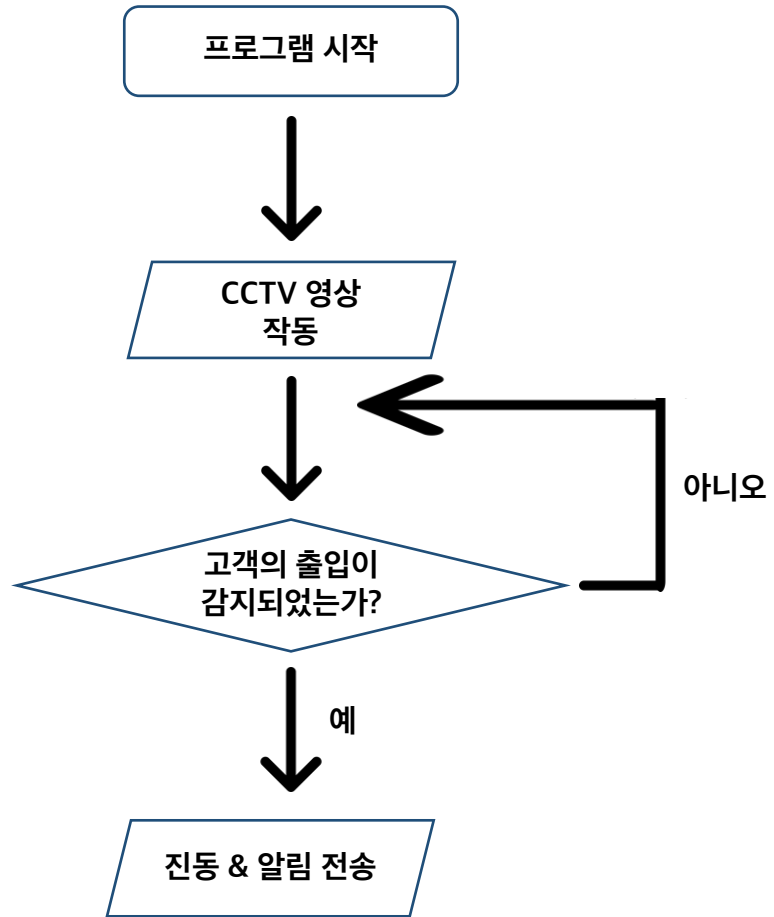 프로그램 시작
CCTV 영상
작동
아니오
고객의 출입이
감지되었는가?
예
진동 & 알림 전송